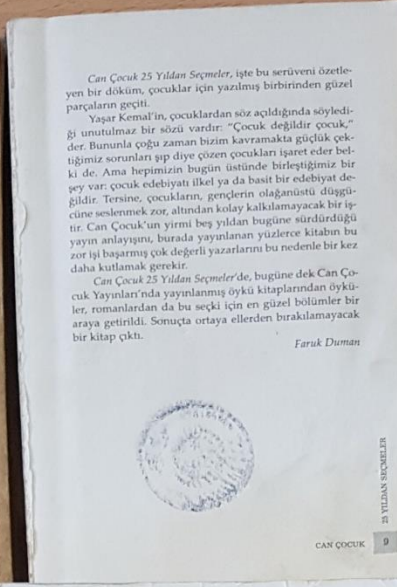 Can Çocuk 25 Yıldan Seçmeler, işte bu serüveni özetle-
yen bir döküm, çocuklar için yazılmış birbirinden güzel
parçaların geçiti.
Yaşar Kemal'in, çocuklardan söz açıldığında söyledi-
ği unutulmaz bir sözü vardır: “Çocuk değildir çocuk,”
der. Bununla çoğu zaman bizim kavramakta güçlük çek-
tiğimiz sorunları şıp diye çözen çocukları işaret eder bel-
ki de. Ama hepimizin bugün üstünde birleştiğimiz bir
şey var: çocuk edebiyatı ilkel ya da basit bir edebiyat de-
ğildir. Tersine, çocukların, gençlerin olağanüstü düşgü-
cüne seslenmek zor, altından kolay kalkılamayacak bir iş-
tir. Can Çocuk'un yirmi beş yıldan bugüne sürdürdüğü
yayın anlayışını, burada yayınlanan yüzlerce kitabın bu
zor işi başarmış çok değerli yazarlarını bu nedenle bir kez
daha kutlamak gerekir.
Can Çocuk 25 Yıldan Seçmeler'de, bugüne dek Can Ço-
cuk Yayınları'nda yayınlanmış öykü kitaplarından öykü-
ler, romanlardan da bu seçki için en güzel bölümler bir
araya getirildi. Sonuçta ortaya ellerden bırakılamayacak
bir kitap çıktı.
Faruk Duman
25 YILDAN SEÇMELER
CAN ÇOCUK 9